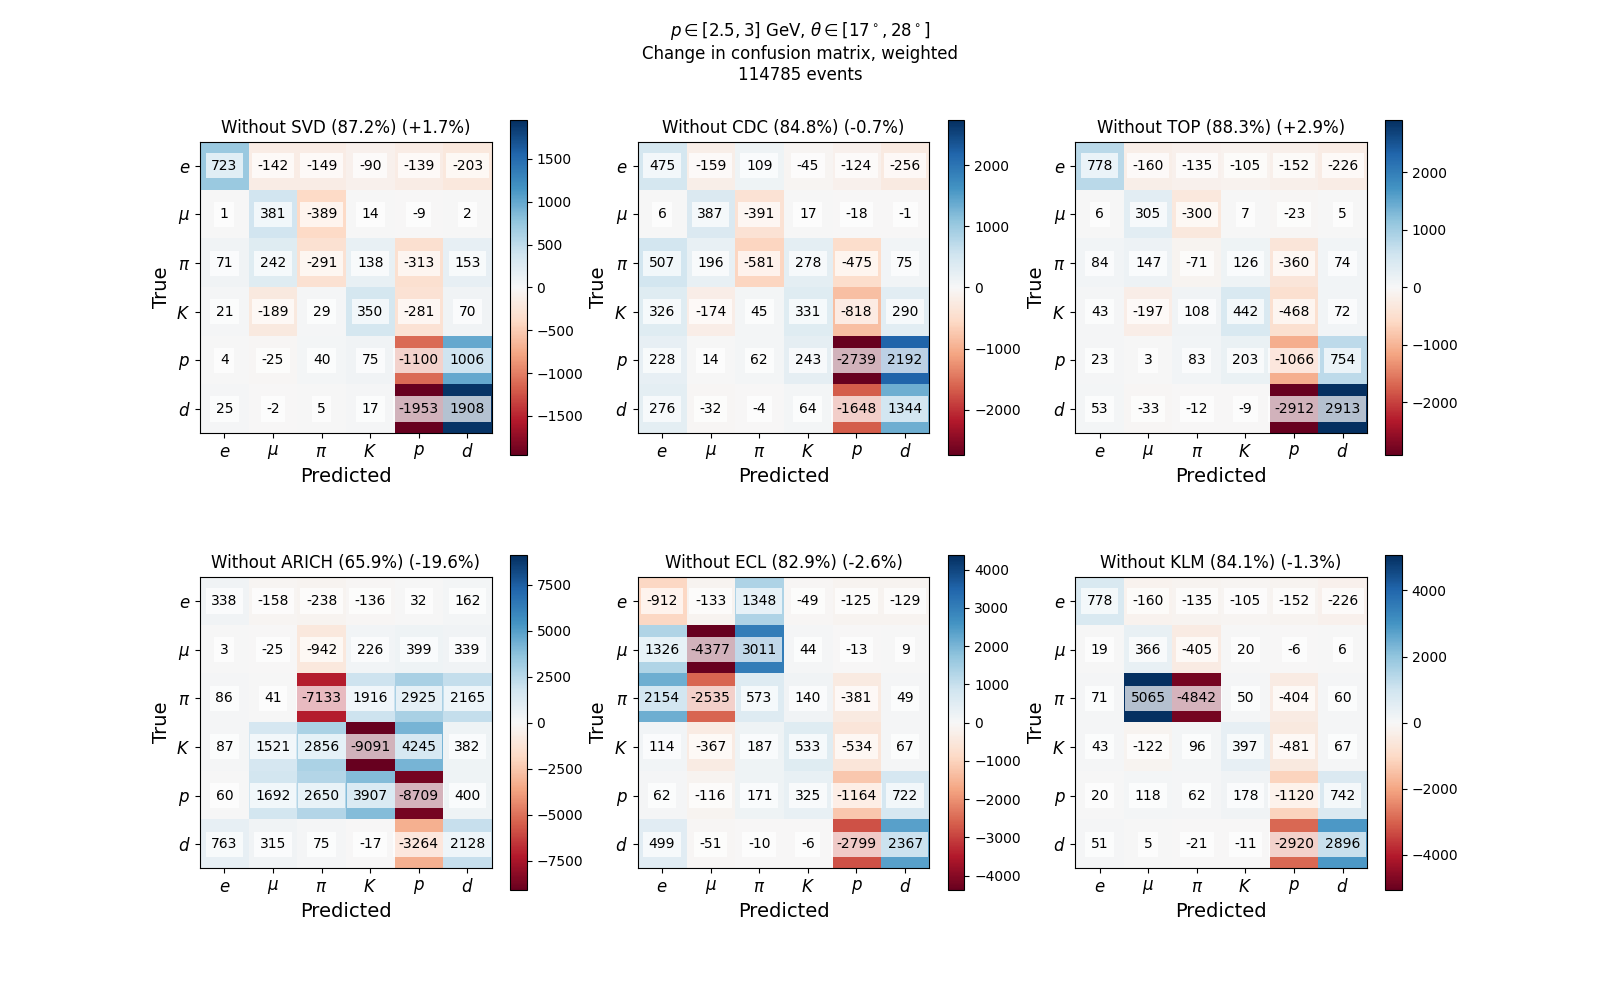 p ∈ [2.5, 3] GeV, θ ∈ [17°, 28°]
Change in confusion matrix, weighted
114785 events
Without SVD (87.2%) (+1.7%)
e 723 -142 -149 -90 -139 -203
μ 1 381 -389 14 -9 2
π 71 242 -291 138 -313 153
K 21 -189 29 350 -281 70
p 4 -25 40 75 -1100 1006
d 25 -2 5 17 -1953 1908
e μ π K p d
Predicted
True
1500
1000
500
0
−500
−1000
−1500
Without CDC (84.8%) (-0.7%)
e 475 -159 109 -45 -124 -256
μ 6 387 -391 17 -18 -1
π 507 196 -581 278 -475 75
K 326 -174 45 331 -818 290
p 228 14 62 243 -2739 2192
d 276 -32 -4 64 -1648 1344
e μ π K p d
Predicted
True
2000
1000
0
−1000
−2000
Without TOP (88.3%) (+2.9%)
e 778 -160 -135 -105 -152 -226
μ 6 305 -300 7 -23 5
π 84 147 -71 126 -360 74
K 43 -197 108 442 -468 72
p 23 3 83 203 -1066 754
d 53 -33 -12 -9 -2912 2913
e μ π K p d
Predicted
True
2000
1000
0
−1000
−2000
Without ARICH (65.9%) (-19.6%)
e 338 -158 -238 -136 32 162
μ 3 -25 -942 226 399 339
π 86 41 -7133 1916 2925 2165
K 87 1521 2856 -9091 4245 382
p 60 1692 2650 3907 -8709 400
d 763 315 75 -17 -3264 2128
e μ π K p d
Predicted
True
7500
5000
2500
0
−2500
−5000
−7500
Without ECL (82.9%) (-2.6%)
e -912 -133 1348 -49 -125 -129
μ 1326 -4377 3011 44 -13 9
π 2154 -2535 573 140 -381 49
K 114 -367 187 533 -534 67
p 62 -116 171 325 -1164 722
d 499 -51 -10 -6 -2799 2367
e μ π K p d
Predicted
True
4000
3000
2000
1000
0
−1000
−2000
−3000
−4000
Without KLM (84.1%) (-1.3%)
e 778 -160 -135 -105 -152 -226
μ 19 366 -405 20 -6 6
π 71 5065 -4842 50 -404 60
K 43 -122 96 397 -481 67
p 20 118 62 178 -1120 742
d 51 5 -21 -11 -2920 2896
e μ π K p d
Predicted
True
4000
2000
0
−2000
−4000